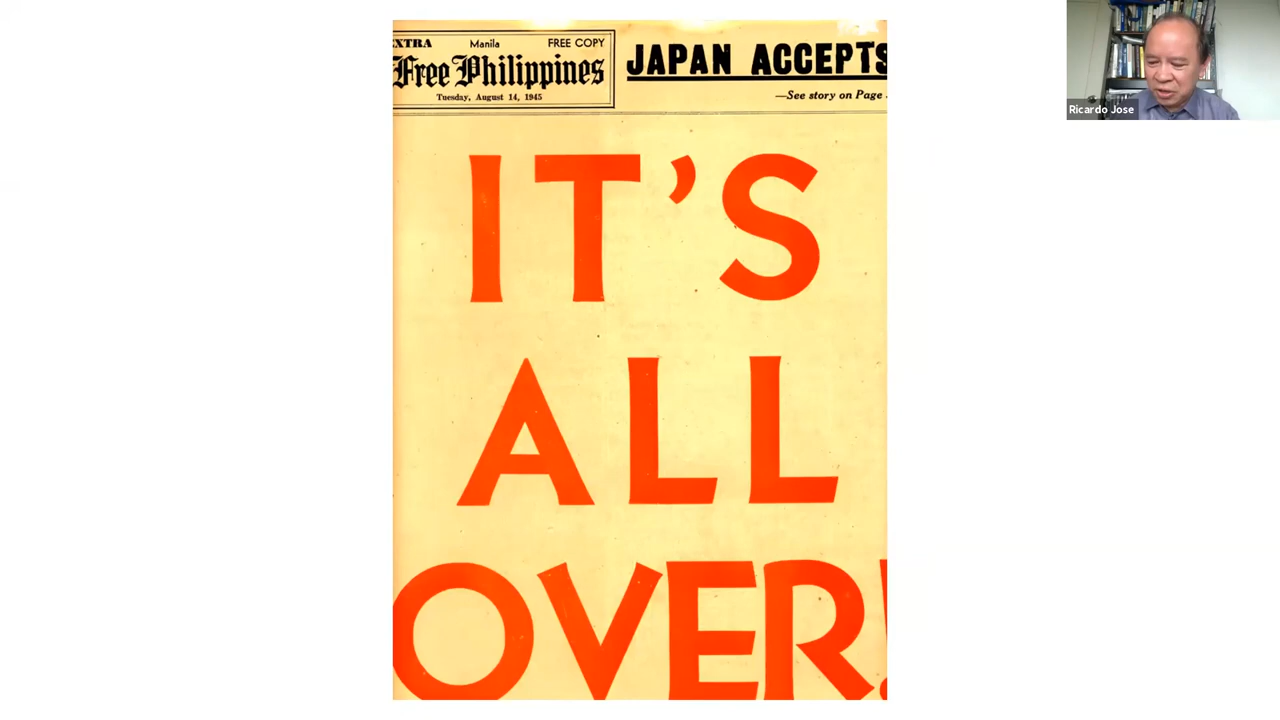 EXTRA Manila FREE COPY
Free Philippines
Tuesday, August 14, 1945
JAPAN ACCEPTS
—See story on Page
IT'S
ALL
OVER!
Ricardo Jose